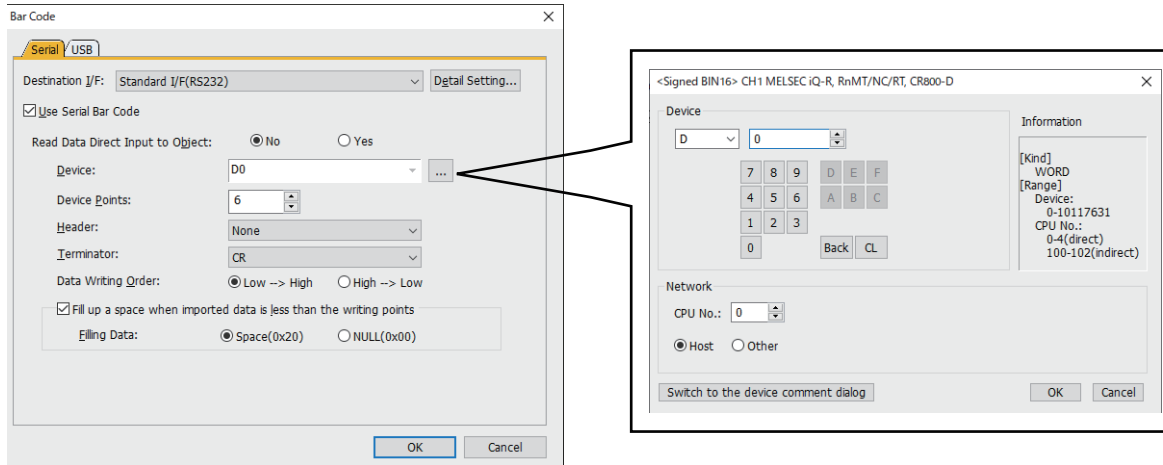 Bar Code
Serial USB
Destination I/F: Standard I/F(RS232) Detail Setting...
Use Serial Bar Code
Read Data Direct Input to Object: No Yes
Device: D0 ...
Device Points: 6
Header: None
Terminator: CR
Data Writing Order: Low --> High High --> Low
Fill up a space when imported data is less than the writing points
Filling Data: Space(0x20) NULL(0x00)
OK Cancel
<Signed BIN16> CH1 MELSEC iQ-R, RnMT/NC/RT, CR800-D
Device
D 0
7 8 9 D E F
4 5 6 A B C
1 2 3
0 Back CL
Information
[Kind]
WORD
[Range]
Device:
0-10117631
CPU No.:
0-4(direct)
100-102(indirect)
Network
CPU No.: 0
Host Other
Switch to the device comment dialog OK Cancel